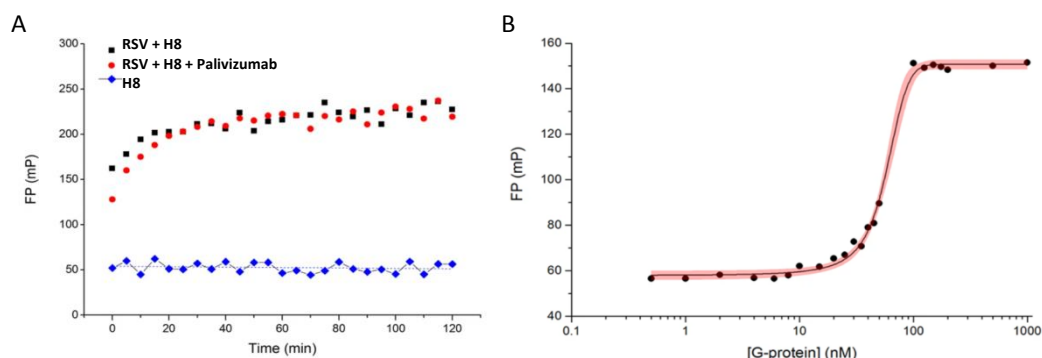 A
300
250
200
150
100
50
0
FP (mP)
RSV + H8
RSV + H8 + Palivizumab
H8
0 20 40 60 80 100 120
Time (min)
B
160
140
120
100
80
60
40
FP (mP)
0.1 1 10 100 1000
[G-protein] (nM)